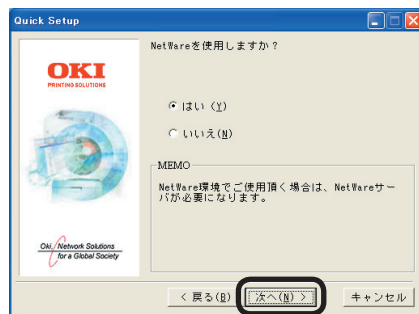 Quick Setup
OKI
PRINTING SOLUTIONS
Oki, Network Solutions
for a Global Society
NetWareを使用しますか?
はい (Y)
いいえ(N)
MEMO
NetWare環境でご使用頂く場合は、NetWareサー
バが必要になります。
< 戻る(B)
次へ(N) >
キャンセル